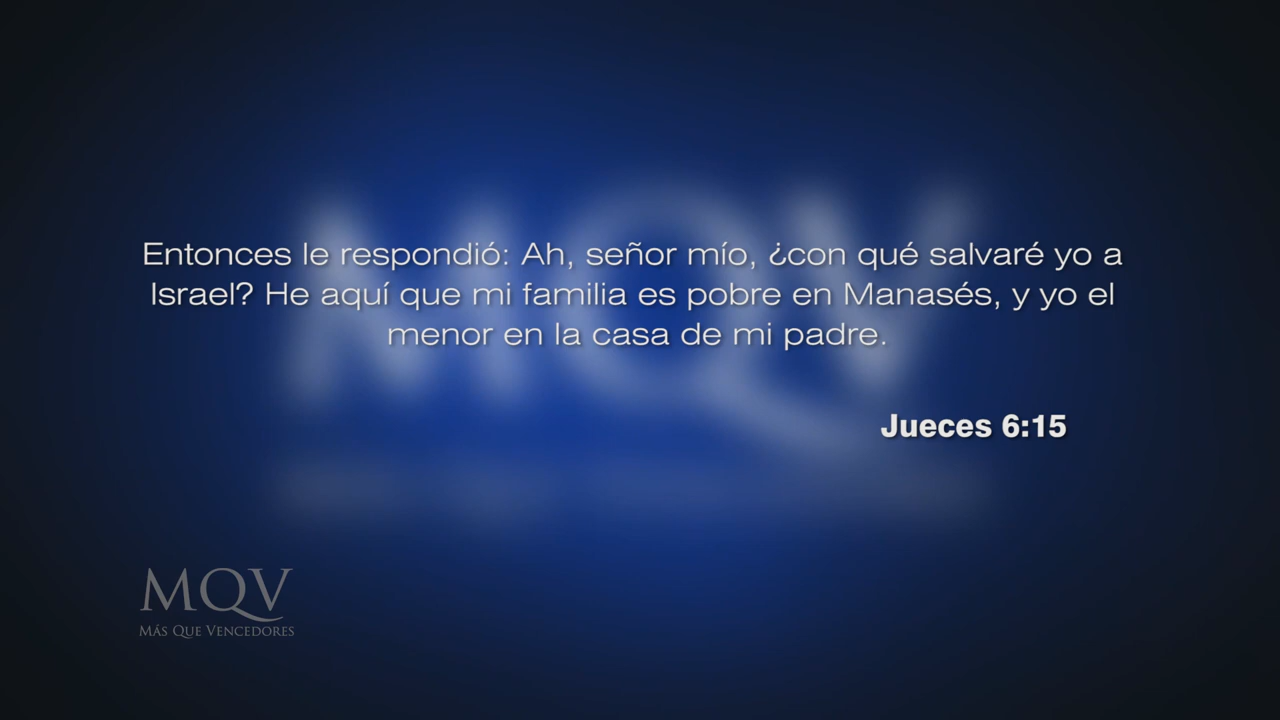 Entonces le respondió: Ah, señor mío, ¿con qué salvaré yo a
Israel? He aquí que mi familia es pobre en Manasés, y yo el
menor en la casa de mi padre.
Jueces 6:15
MQV
MÁS QUE VENCEDORES